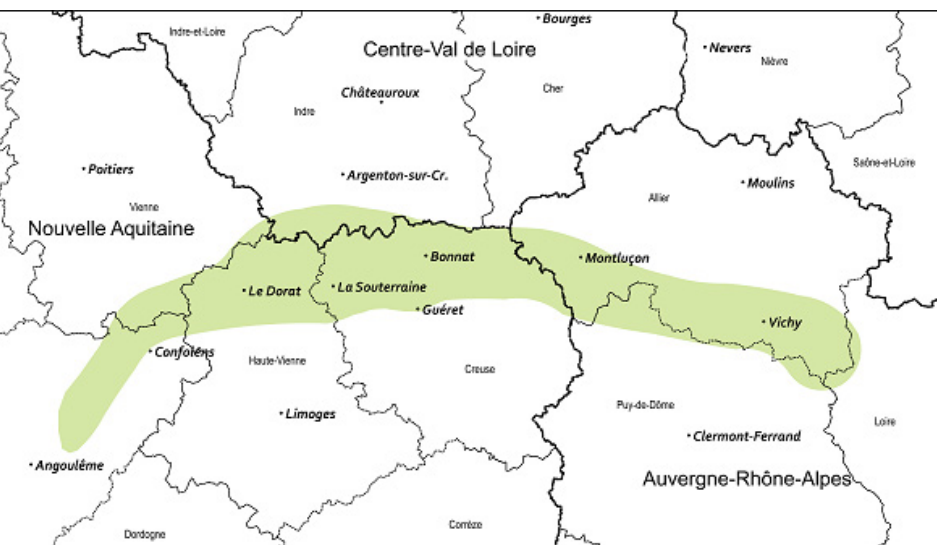 Bourges
Indre-et-Loire
Centre-Val de Loire
Nevers
Nièvre
Cher
Châteauroux
Indre
Saône-et-Loire
Poitiers
Argenton-sur-Cr.
Moulins
Allier
Vienne
Nouvelle Aquitaine
Bonnat
Montluçon
La Souterraine
Le Dorat
Guéret
Vichy
Confolens
Haute-Vienne
Creuse
Puy-de-Dôme
Limoges
Loire
Clermont-Ferrand
Angoulême
Auvergne-Rhône-Alpes
Corrèze
Dordogne